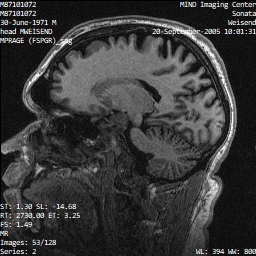 M87101072
M87101072
30-June-1971 M
head MWEISEND
MPRAGE (FSPGR)_sag
MIND Imaging Center
Sonata
Weisend
20-September-2005 10:01:31
ST: 1.30 SL: -14.68
RT: 2730.00 ET: 3.25
FS: 1.49
MR
Images: 53/128
Series: 2
WL: 394 WW: 800